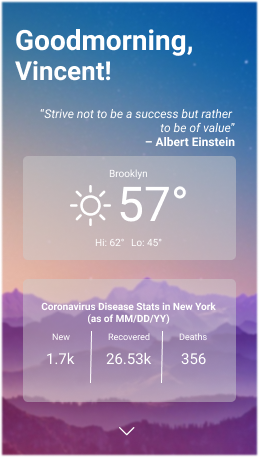 Goodmorning,
Vincent!
“Strive not to be a success but rather
to be of value”
– Albert Einstein
Brooklyn
57°
Hi: 62° Lo: 45°
Coronavirus Disease Stats in New York
(as of MM/DD/YY)
New Recovered Deaths
1.7k 26.53k 356